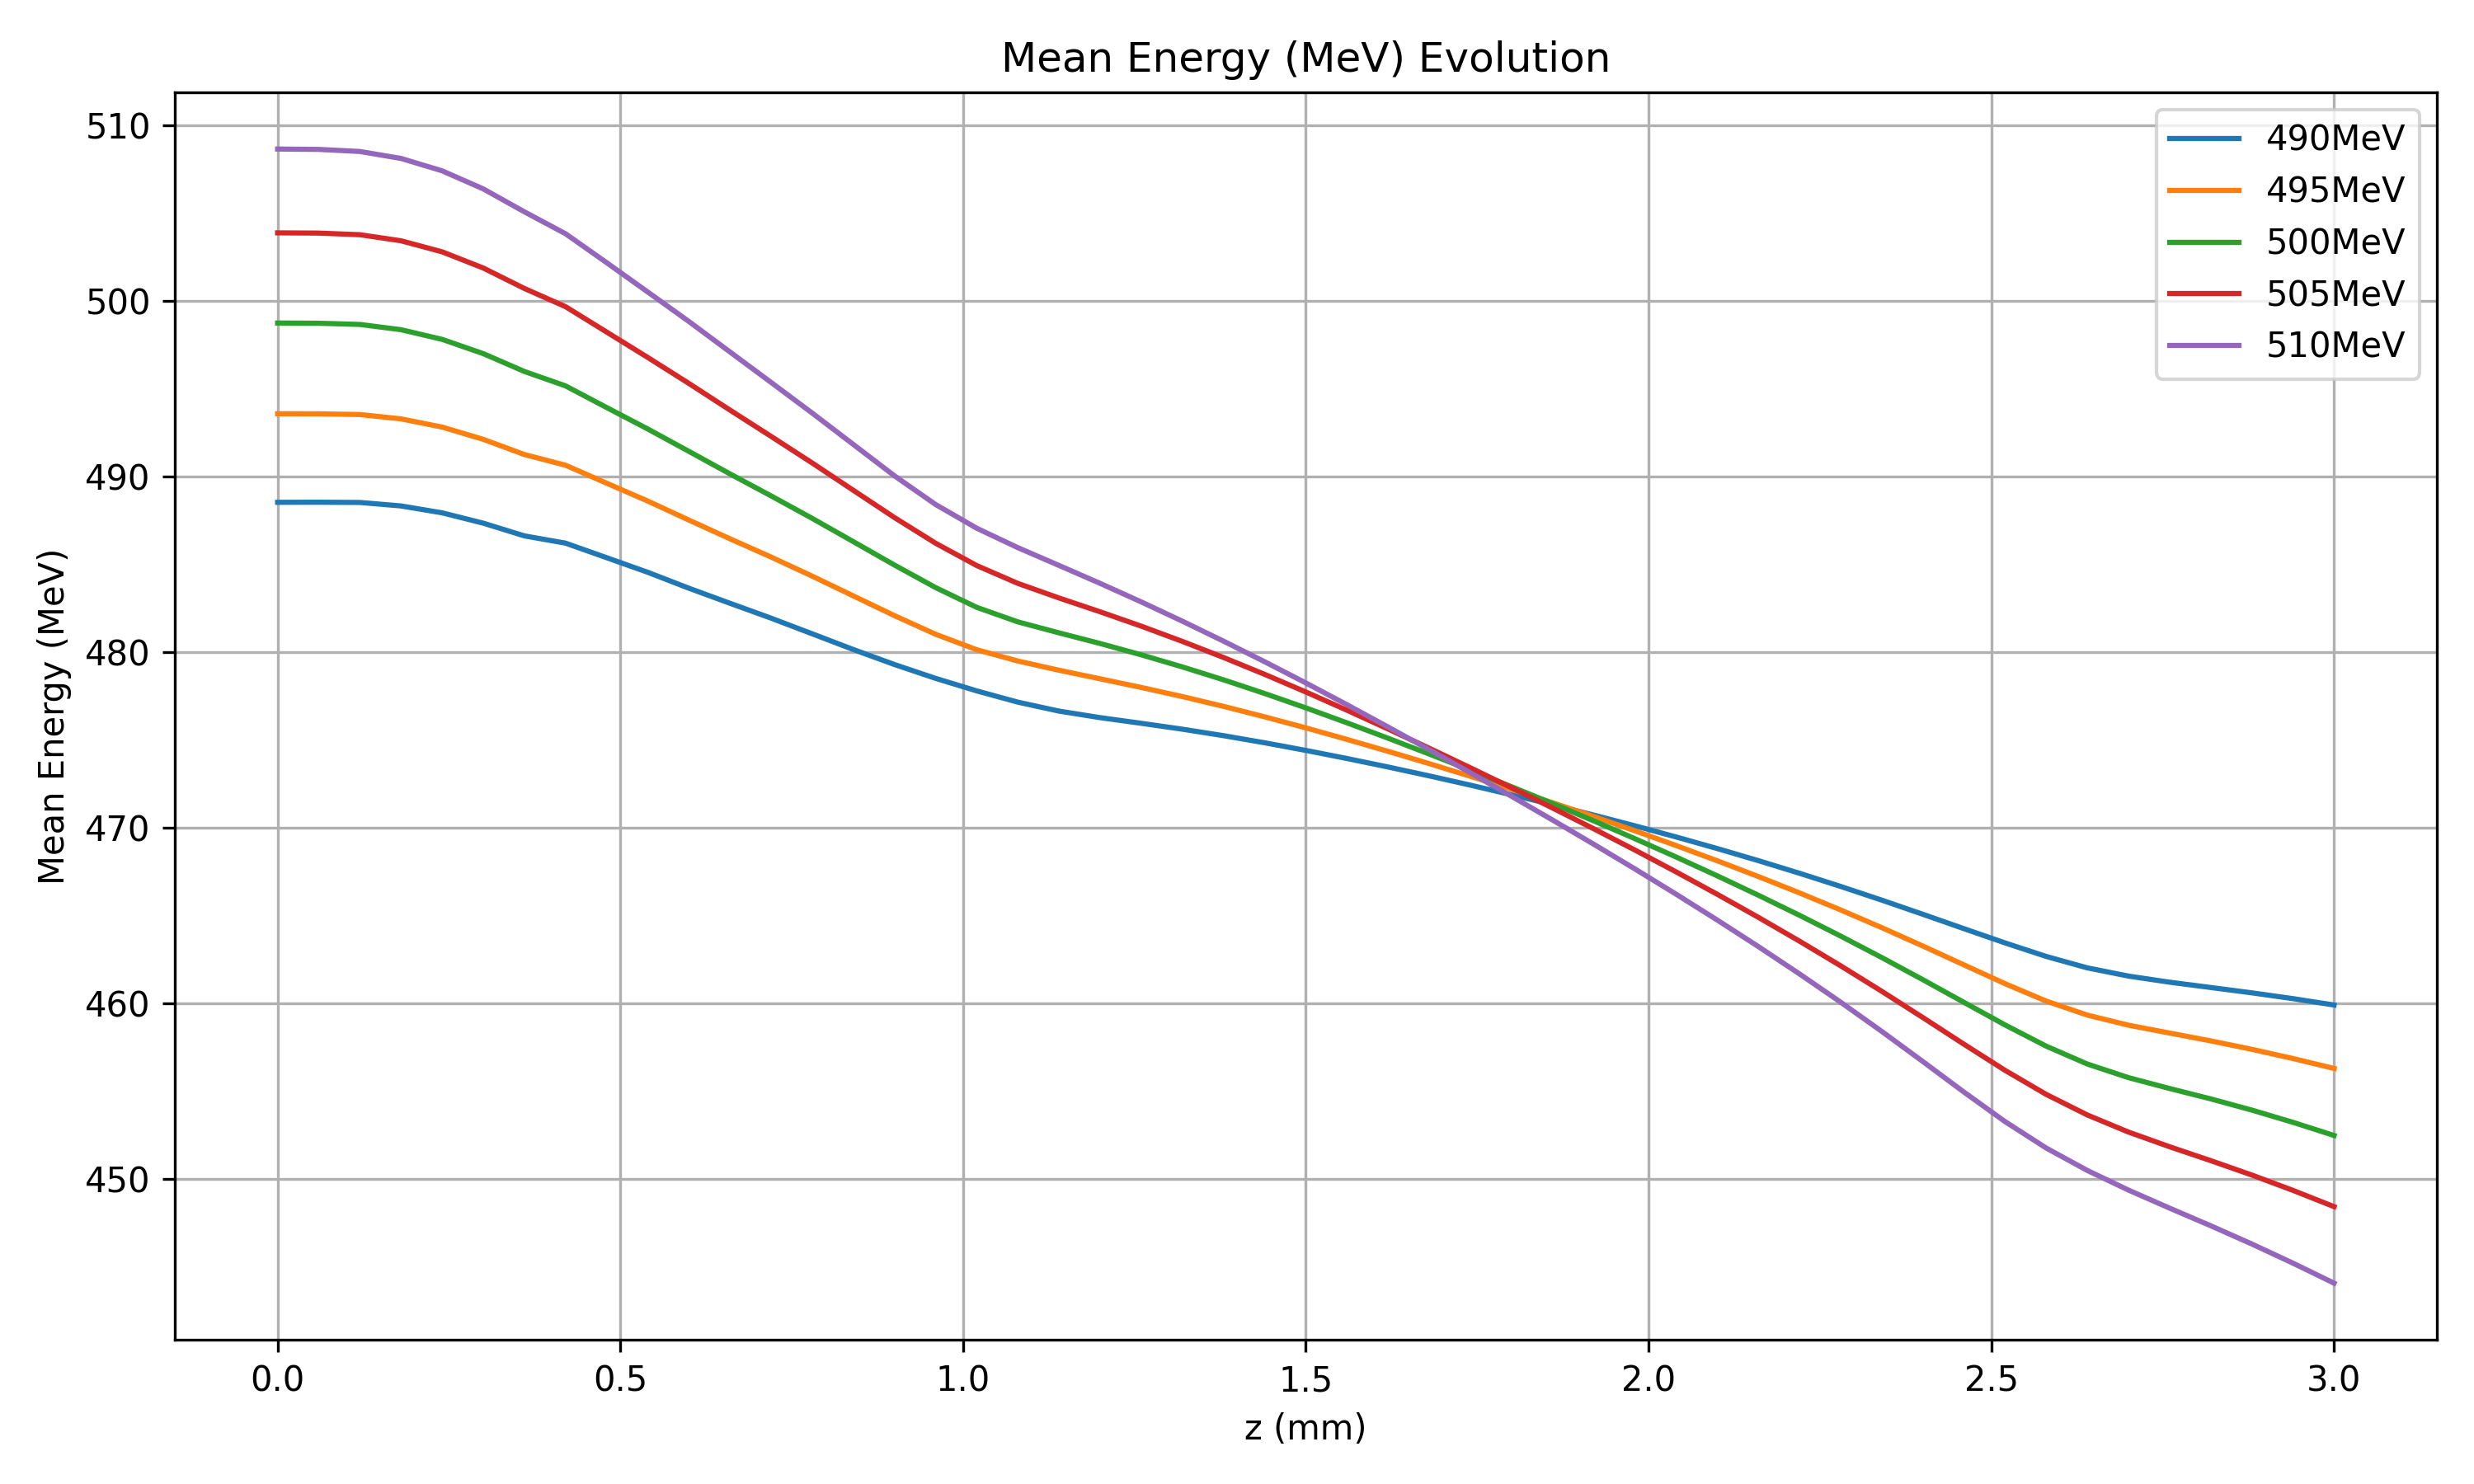 Mean Energy (MeV) Evolution
Mean Energy (MeV)
510
500
490
480
470
460
450
490MeV
495MeV
500MeV
505MeV
510MeV
0.0 0.5 1.0 1.5 2.0 2.5 3.0
z (mm)